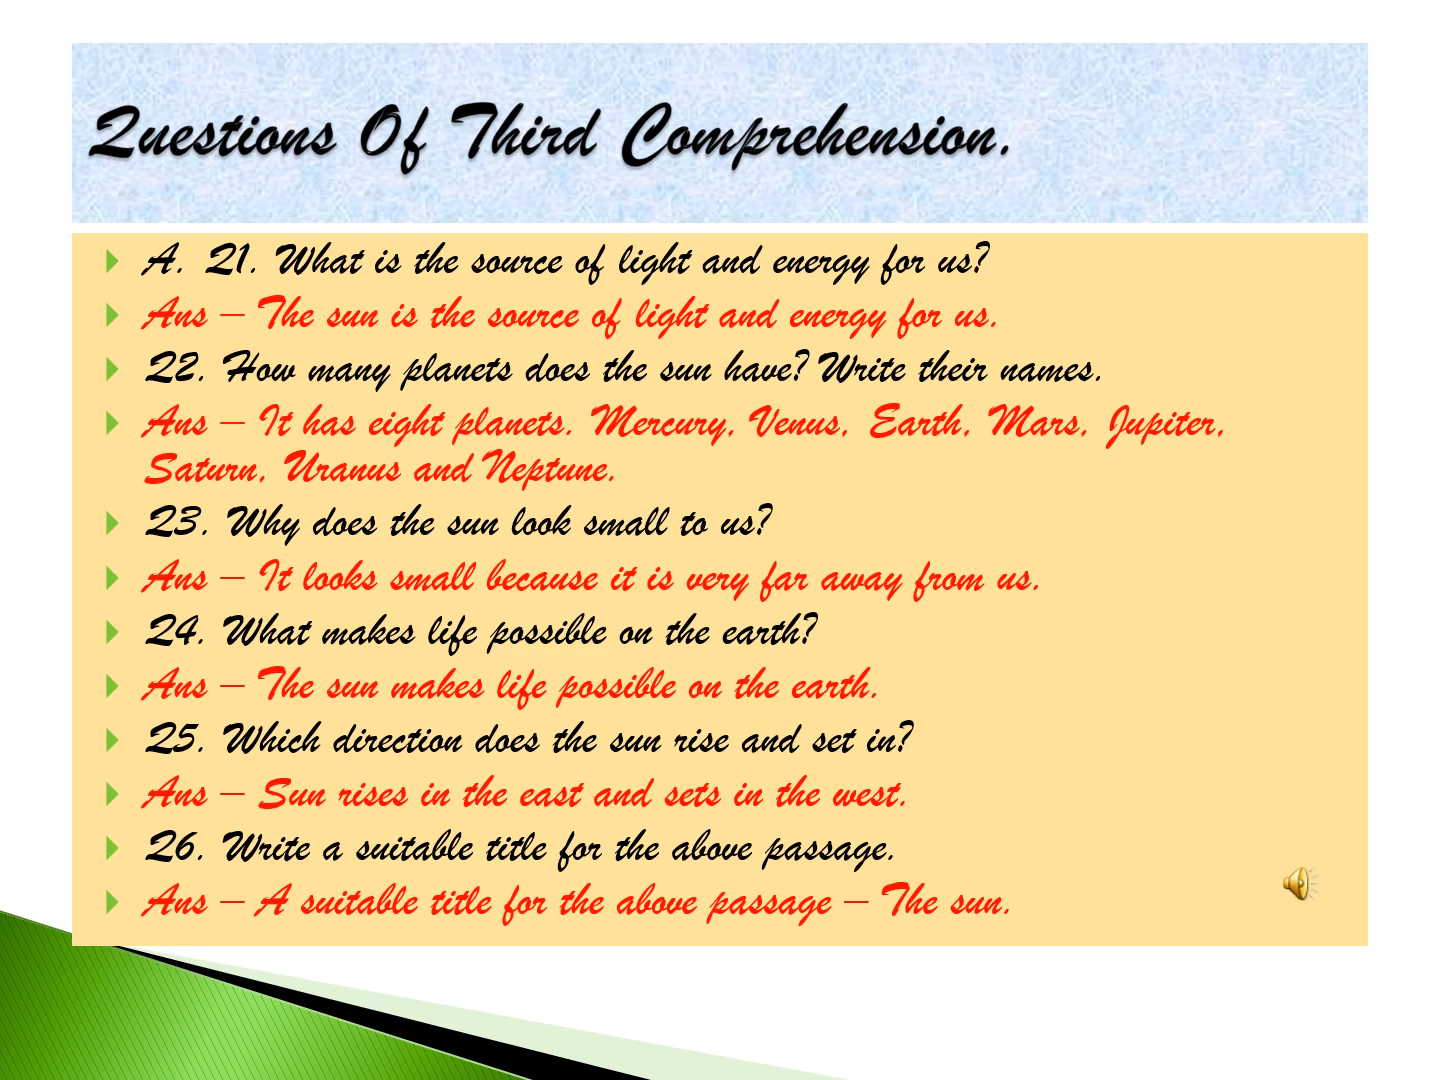 Questions Of Third Comprehension.
A. Q1. What is the source of light and energy for us?
Ans – The sun is the source of light and energy for us.
Q2. How many planets does the sun have? Write their names.
Ans – It has eight planets. Mercury, Venus, Earth, Mars, Jupiter,
Saturn, Uranus and Neptune.
Q3. Why does the sun look small to us?
Ans – It looks small because it is very far away from us.
Q4. What makes life possible on the earth?
Ans – The sun makes life possible on the earth.
Q5. Which direction does the sun rise and set in?
Ans – Sun rises in the east and sets in the west.
Q6. Write a suitable title for the above passage.
Ans – A suitable title for the above passage – The sun.